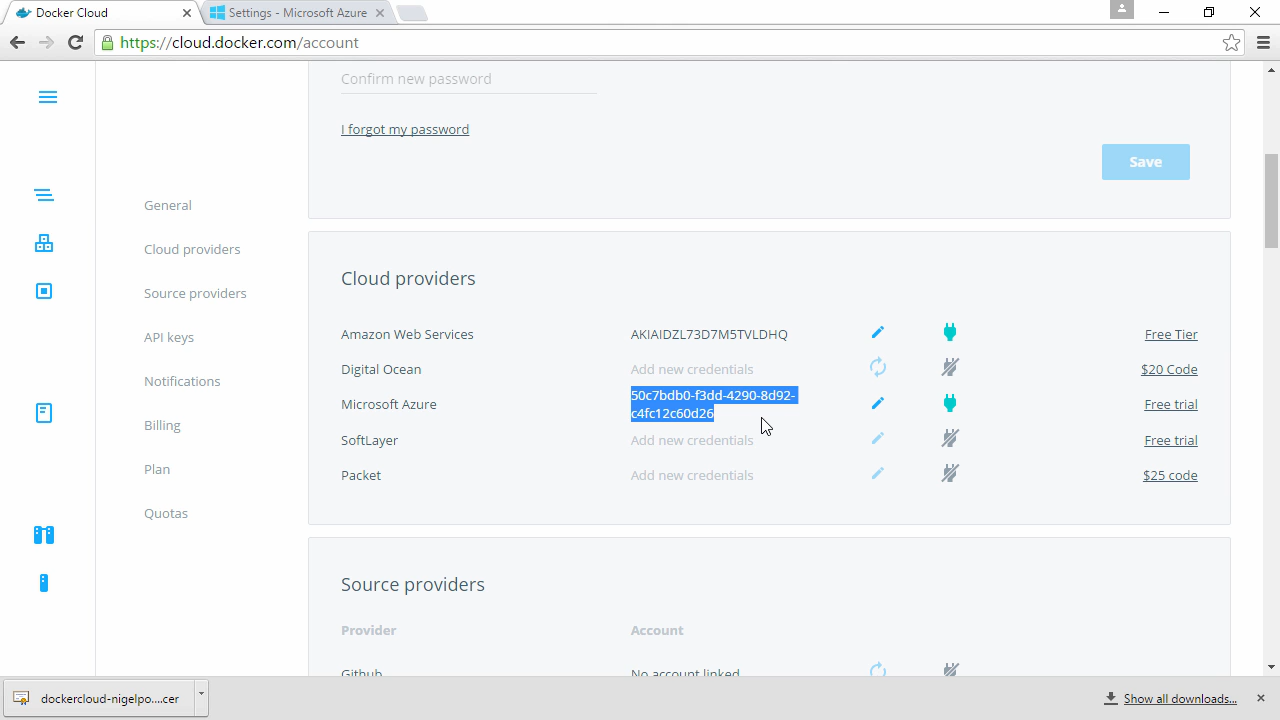 Docker Cloud
Settings - Microsoft Azure
https://cloud.docker.com/account
Confirm new password
I forgot my password
Save
General
Cloud providers
Source providers
API keys
Notifications
Billing
Plan
Quotas
Cloud providers
Amazon Web Services AKIAIDZL73D7M5TVLDHQ Free Tier
Digital Ocean Add new credentials $20 Code
Microsoft Azure 50c7bdb0-f3dd-4290-8d92-
c4fc12c60d26 Free trial
SoftLayer Add new credentials Free trial
Packet Add new credentials $25 code
Source providers
Provider Account
Github No account linked
dockercloud-nigelpo....cer
Show all downloads...